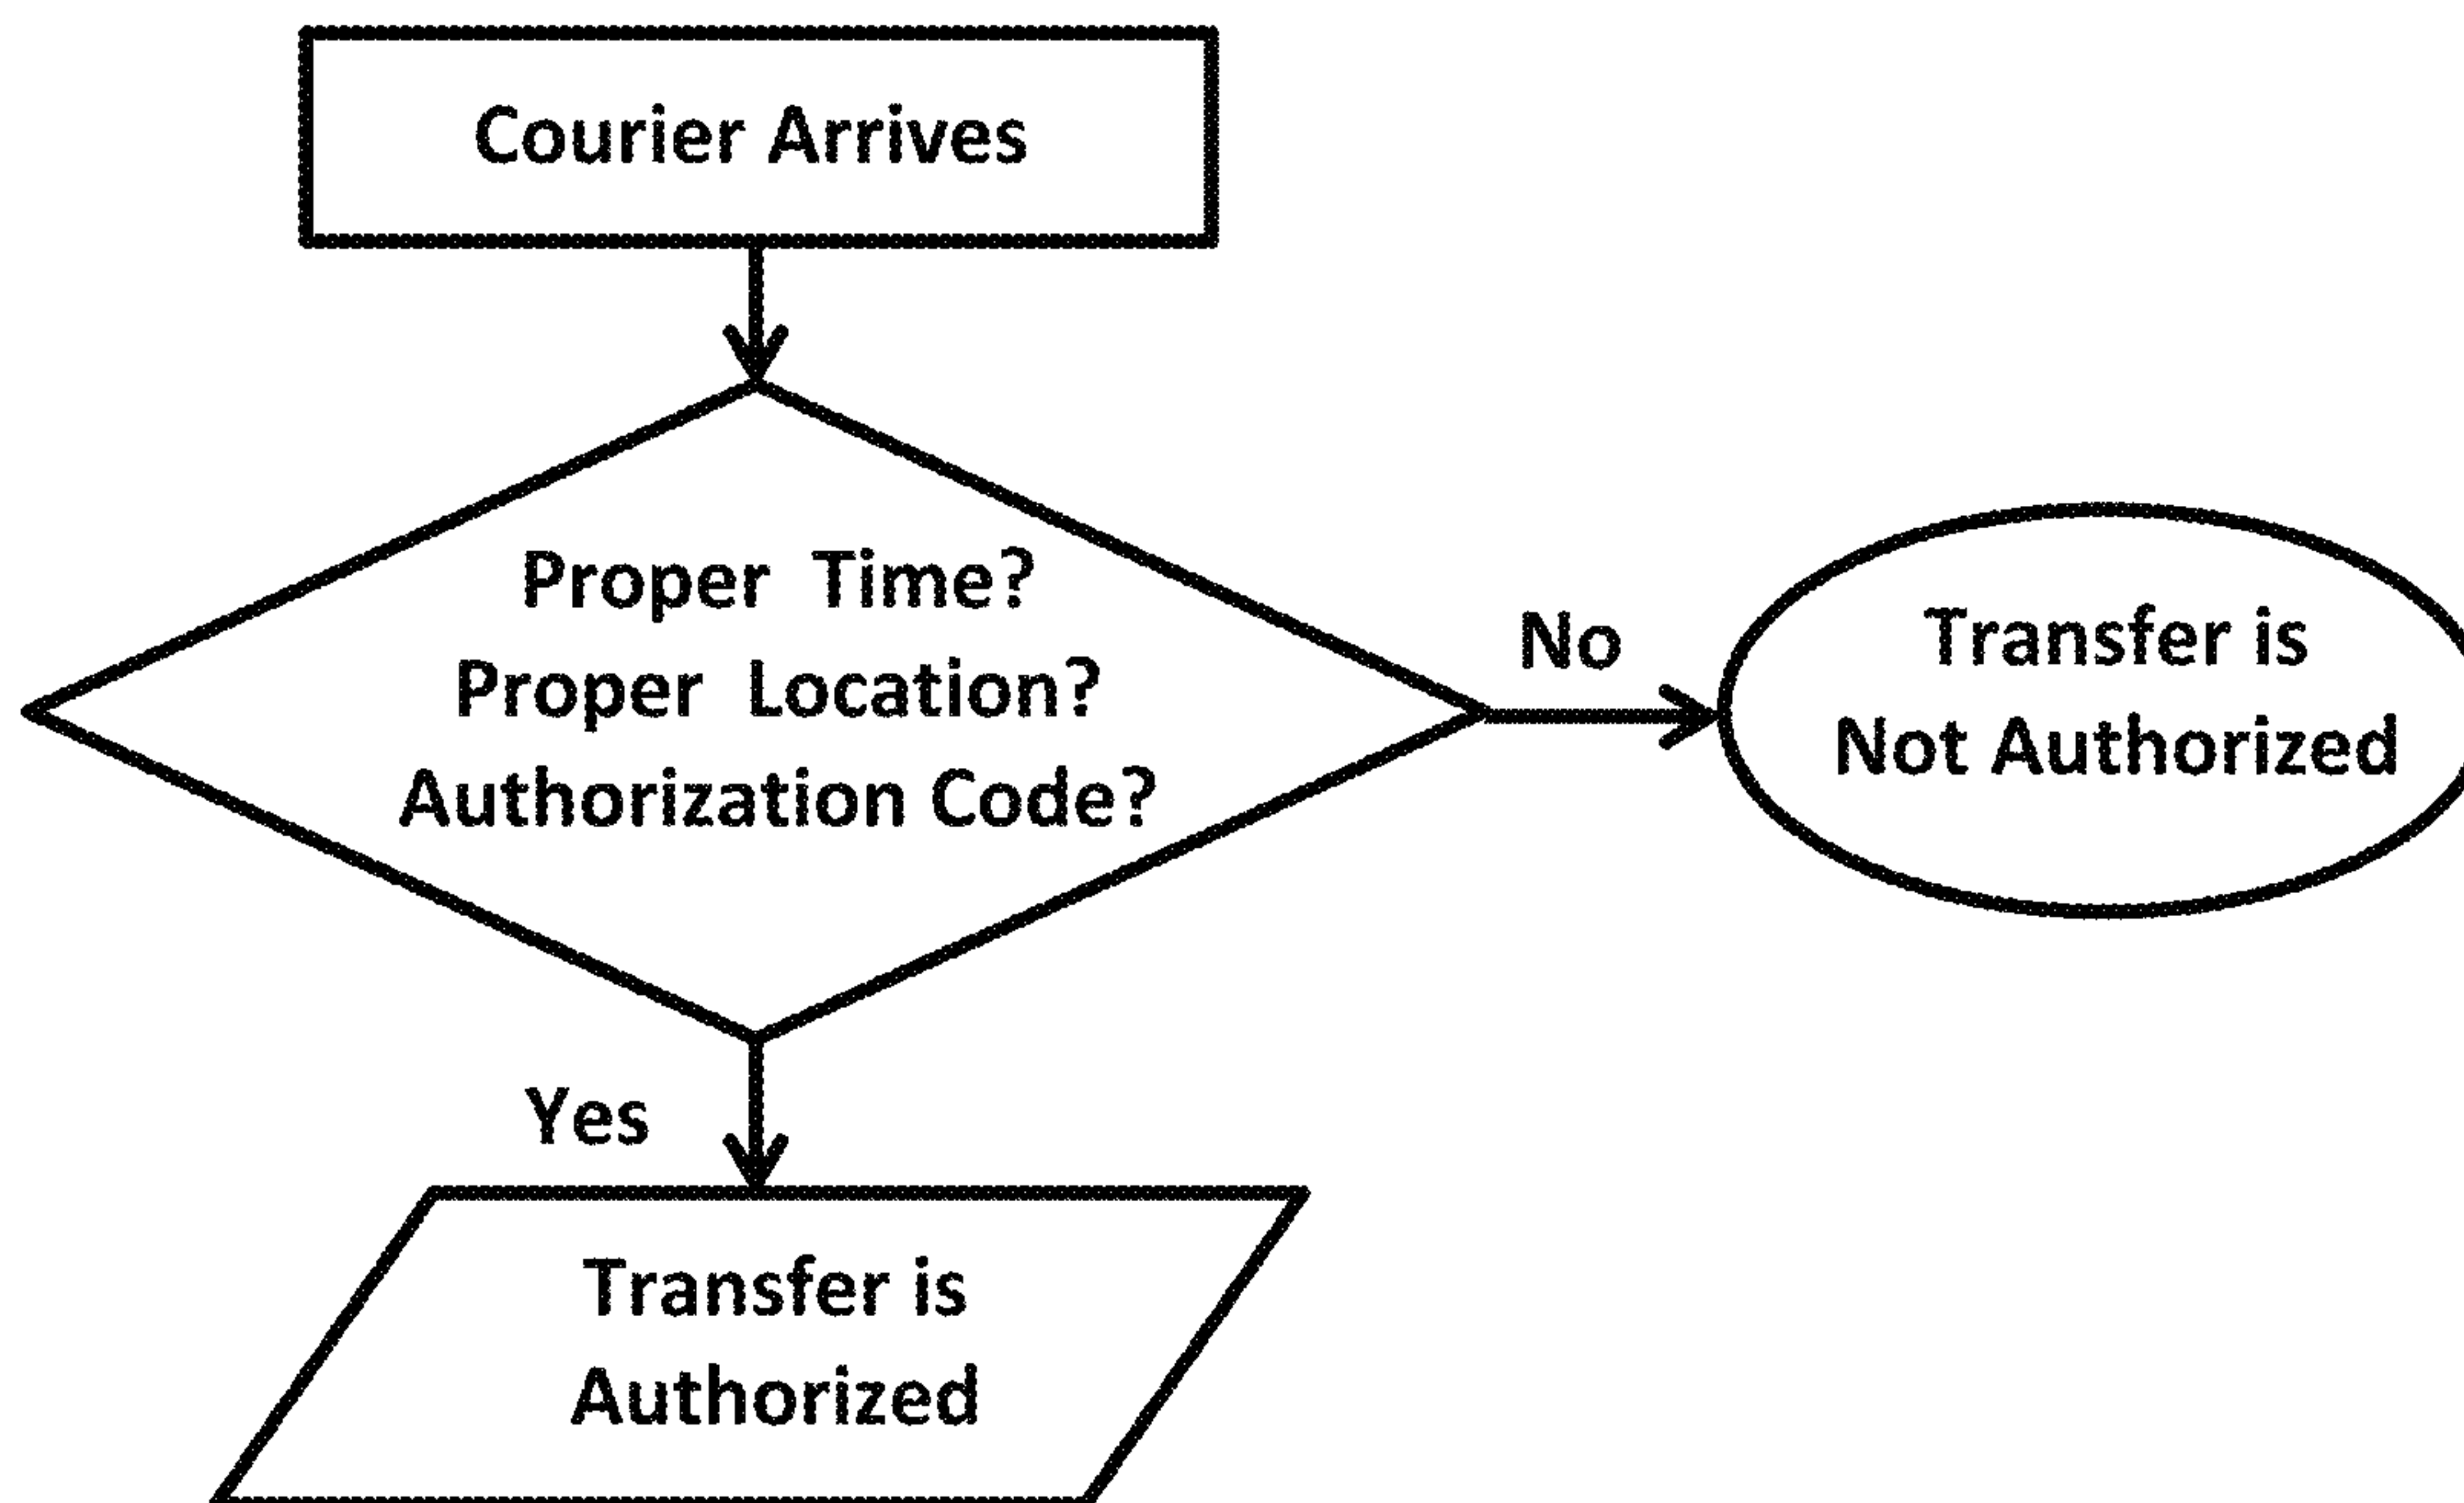 Courier Arrives
Proper Time?
Proper Location?
Authorization Code?
No
Transfer is
Not Authorized
Yes
Transfer is
Authorized